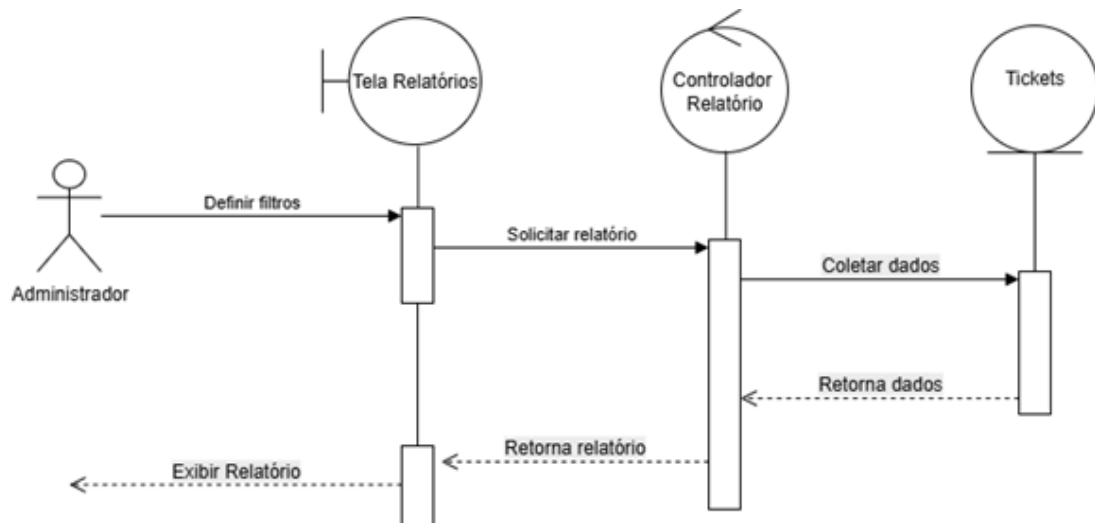 Tela Relatórios
Controlador
Relatório
Tickets
Administrador
Definir filtros
Solicitar relatório
Coletar dados
Retorna dados
Retorna relatório
Exibir Relatório